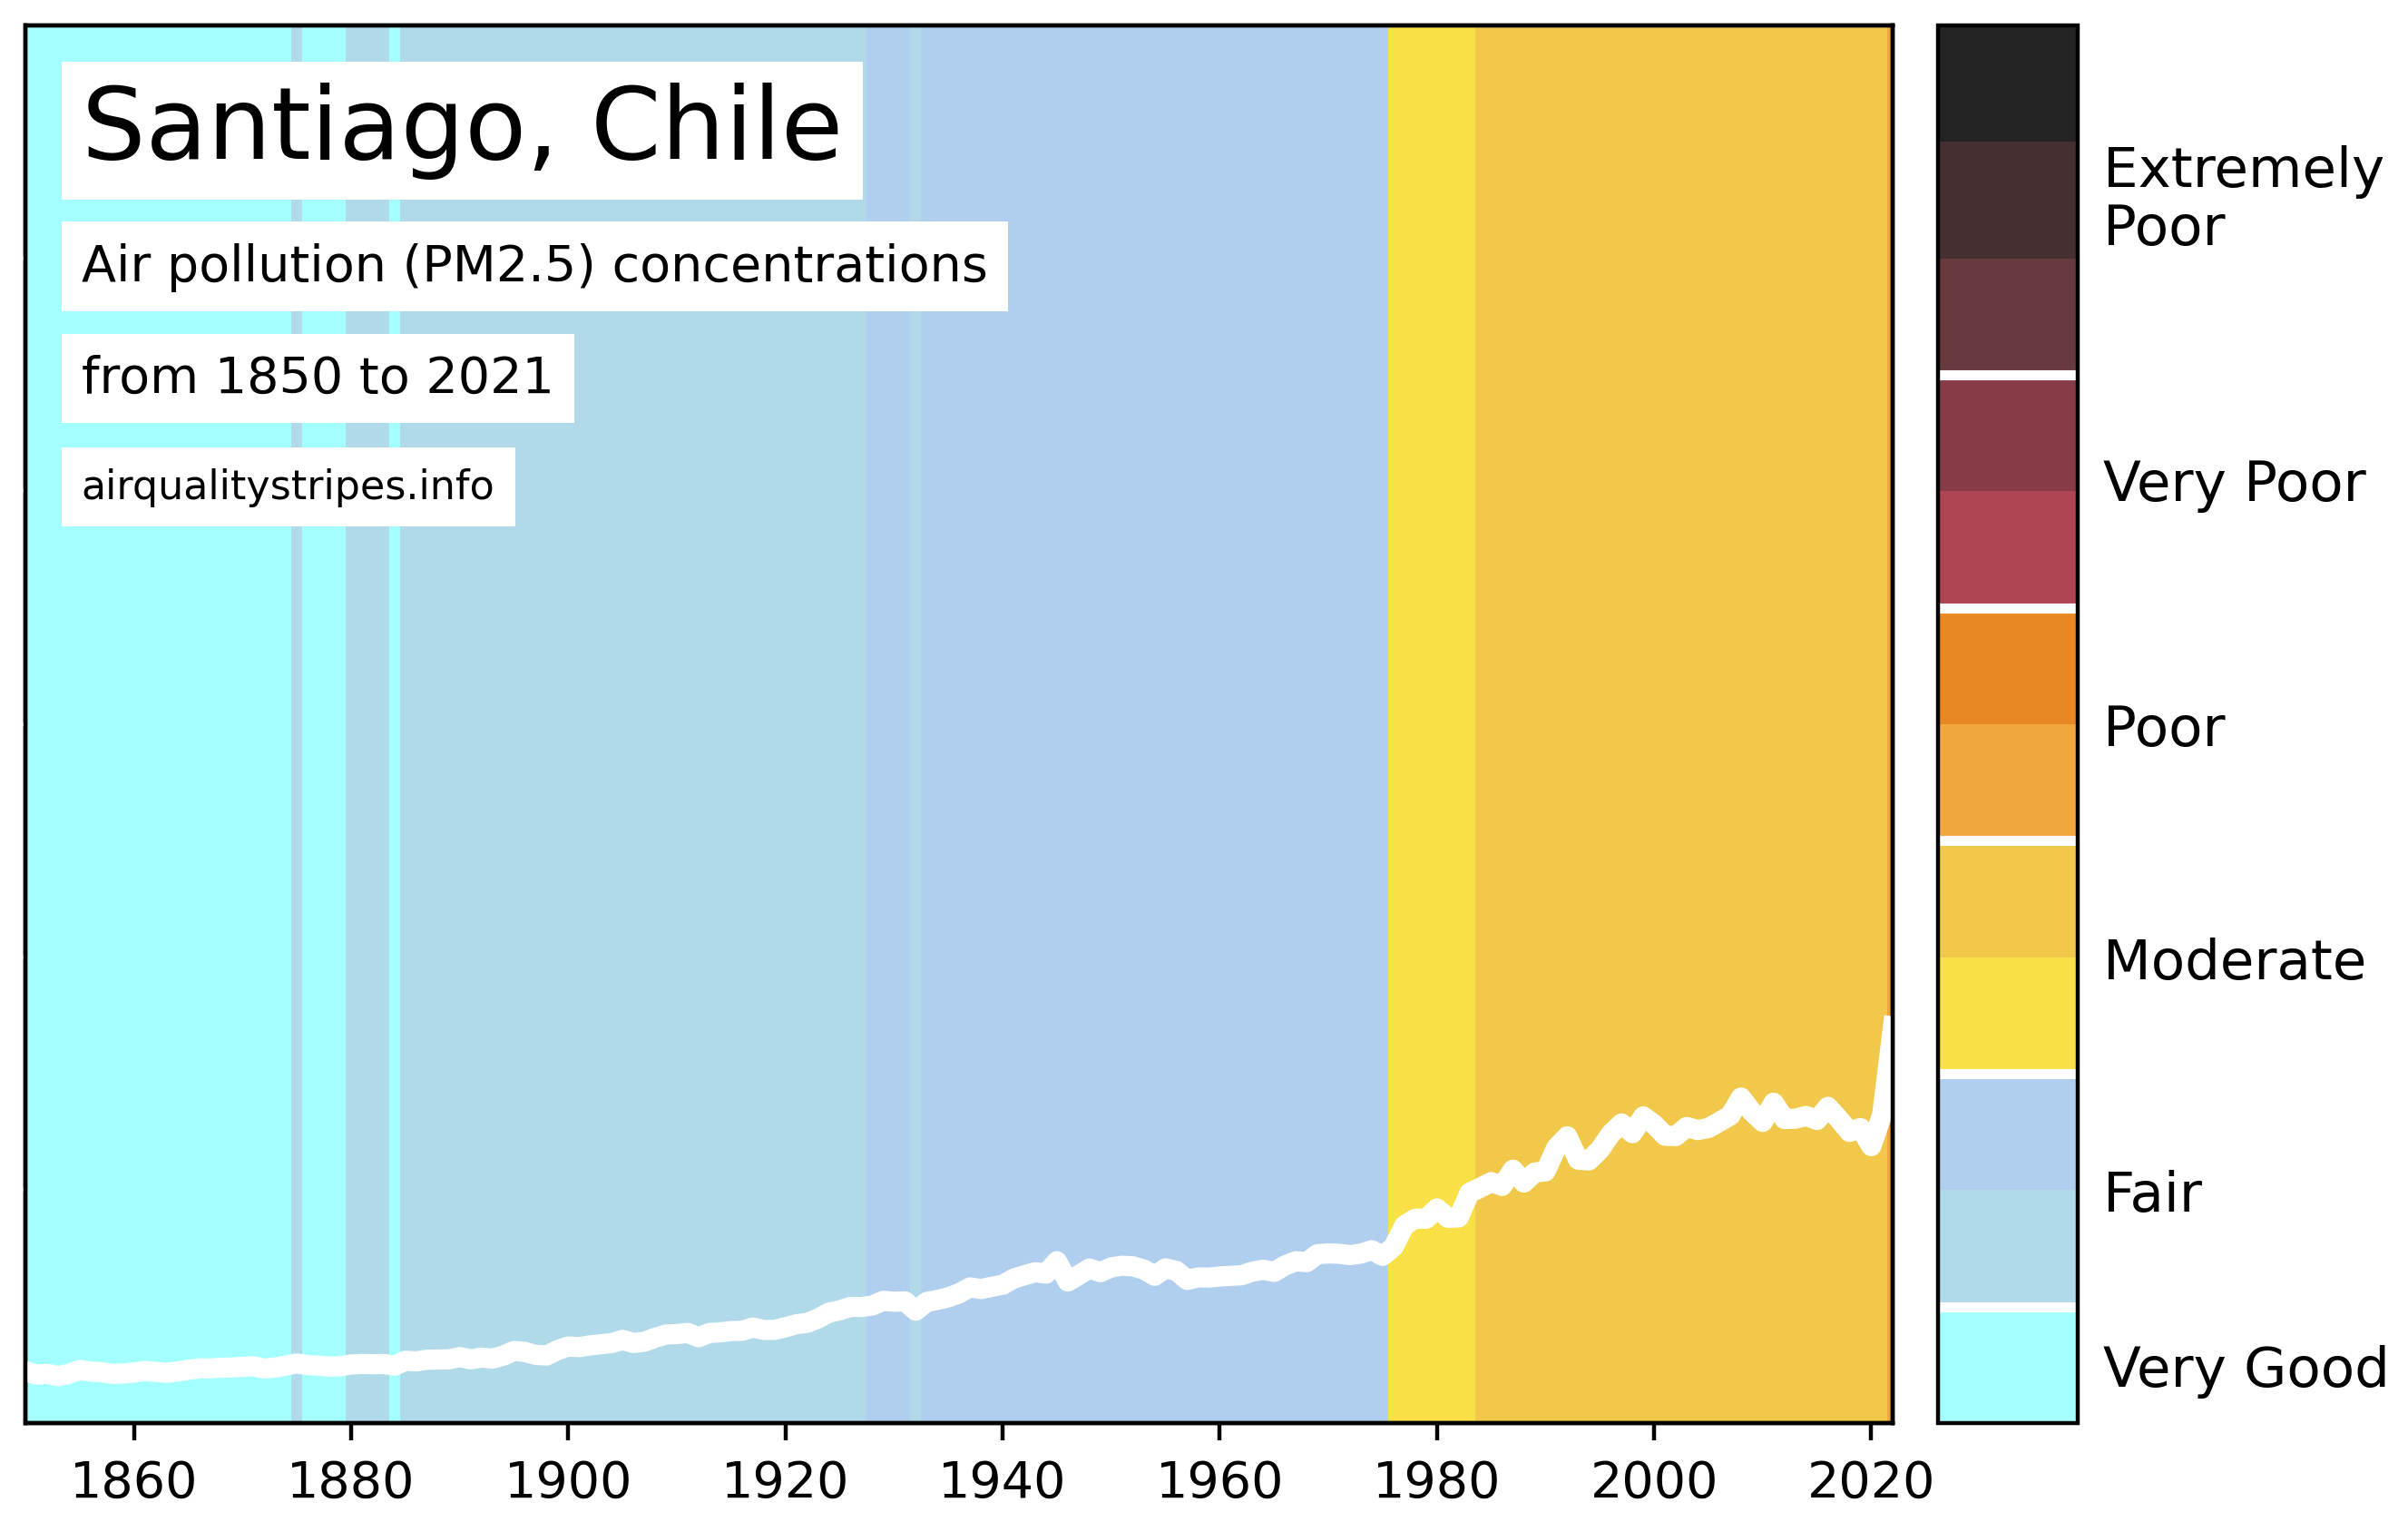 Santiago, Chile
Air pollution (PM2.5) concentrations
from 1850 to 2021
airqualitystripes.info
Extremely
Poor
Very Poor
Poor
Moderate
Fair
Very Good
1860 1880 1900 1920 1940 1960 1980 2000 2020